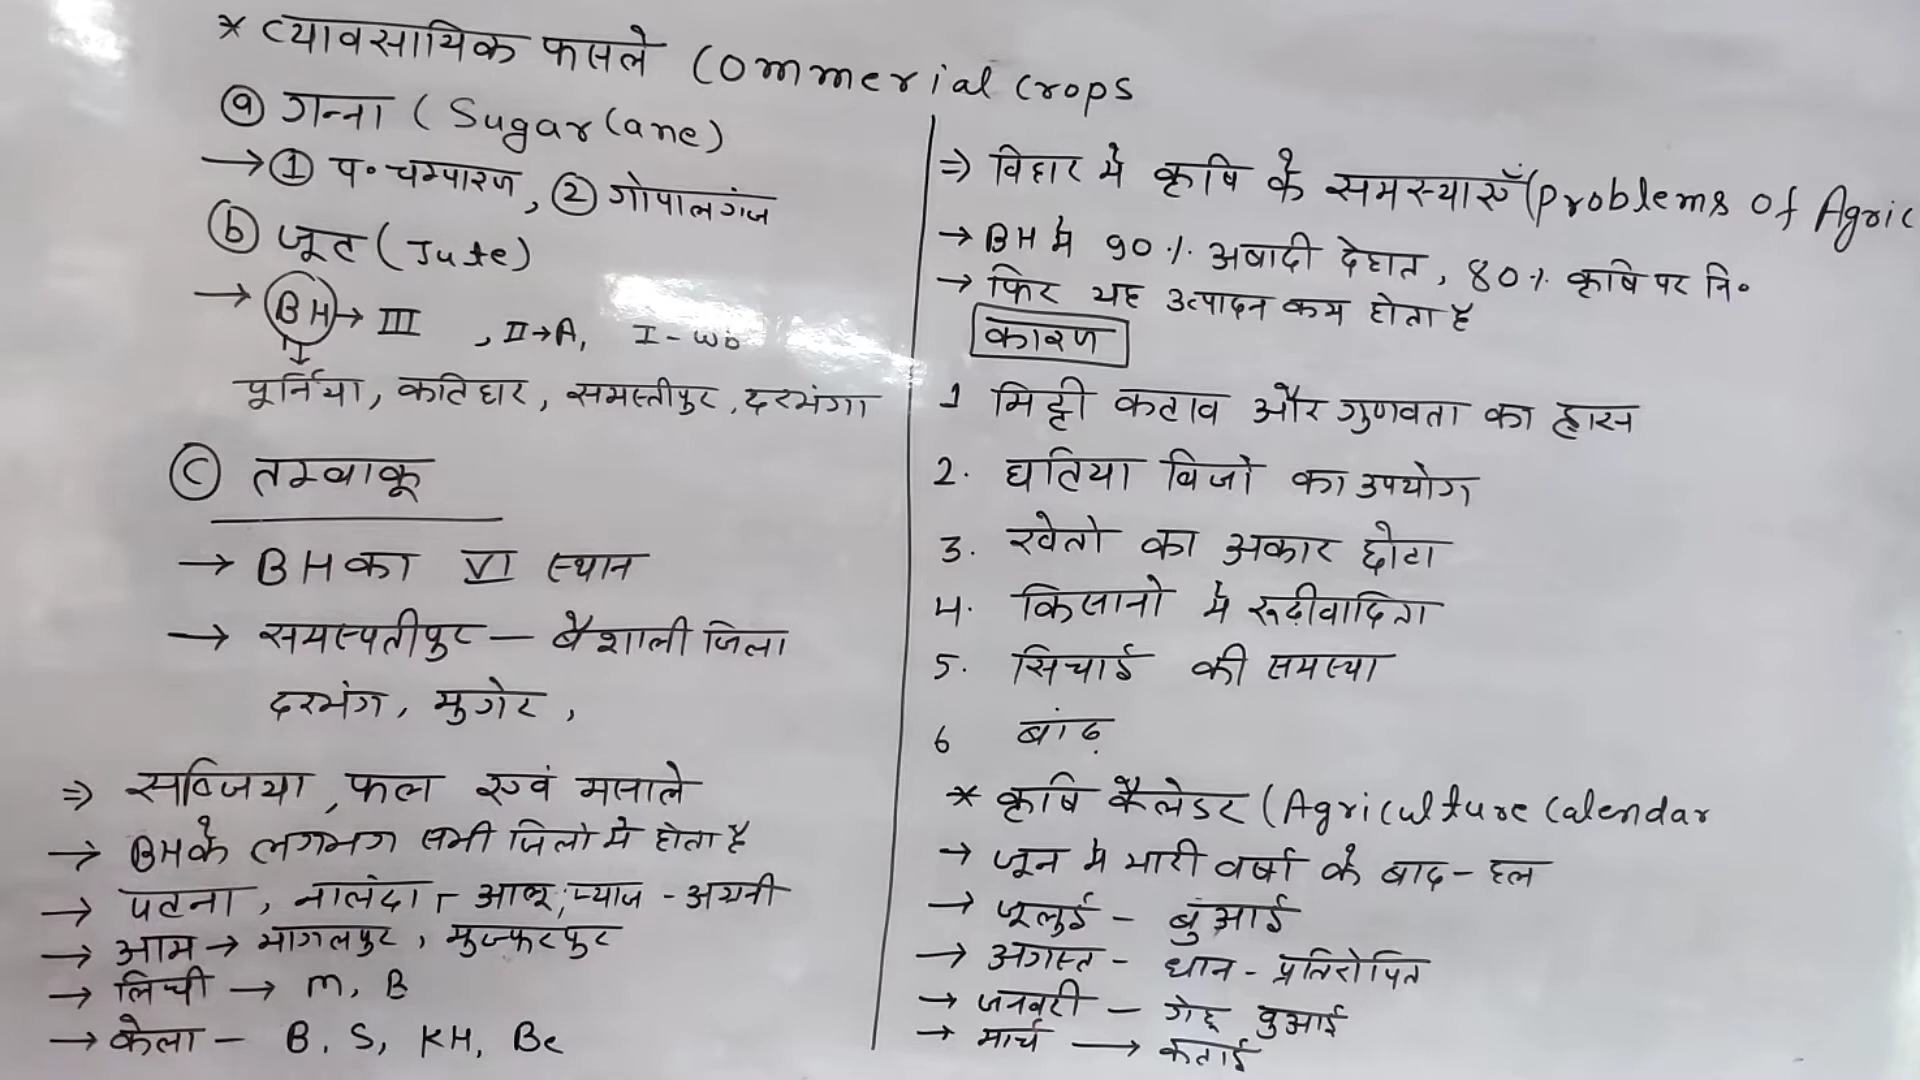 * व्यावसायिक फसले Commerial Crops
ⓐ गन्ना (Sugar Cane)
→ ① प॰ चम्पारण, ② गोपालगंज
ⓑ जूट (Jute)
→ BH → III , II→A, I-WB
पूर्निया, कटिहार, समस्तीपुर, दरभंगा
ⓒ तम्बाकू
→ BH का VI स्थान
→ समस्पतीपुर – वैशाली जिला
दरभंग, मुगेर,
⇒ सब्जिया, फल एवं मसाले
→ BH के लगभग सभी जिलो मे होता है
→ पटना, नालंदा - आलू, प्याज - अग्रनी
→ आम → भागलपुर, मुज्फरपुर
→ लिची → M, B
→ केला – B, S, KH, Be
⇒ विहार मे कृषि के समस्याएँ (Problems of Agric
→ BH मे 90% अबादी देहात, 80% कृषि पर नि॰
→ फिर यह उत्पादन कम होता है
कारण
1 मिट्टी कटाव और गुणवता का ह्रास
2. घटिया बिजो का उपयोग
3. खेतो का अकार छोटा
4. किसानो मे रूढ़ीवादिता
5. सिचाई की समस्या
6 बांढ़
* कृषि कैलेडर (Agriculture Calendar
→ जून मे भारी वर्षा के बाद – हल
→ जूलुई – बुंआई
→ अगस्त – धान - प्रतिरोपित
→ जनवरी – गेहू वुआई
→ मार्च → कटाई